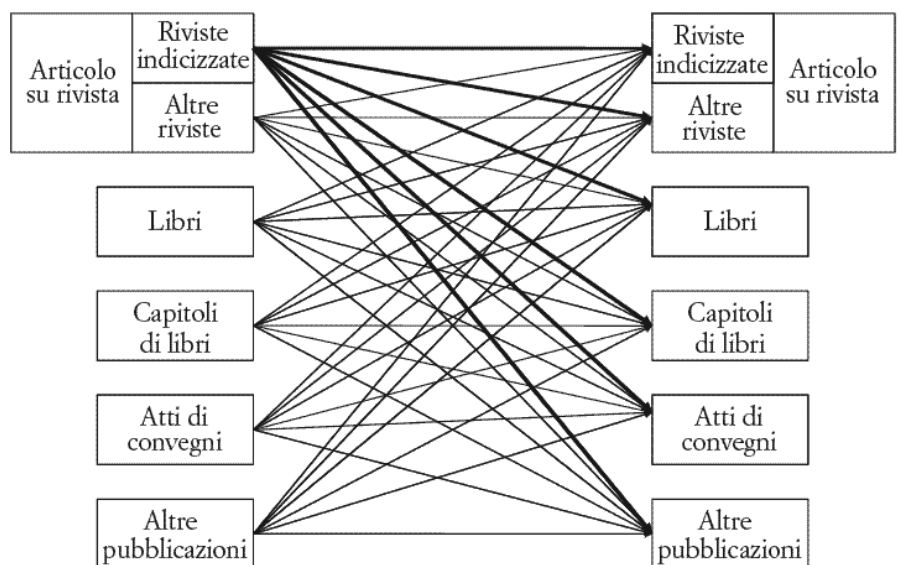 Articolo
su rivista
Riviste
indicizzate
Altre
riviste
Libri
Capitoli
di libri
Atti di
convegni
Altre
pubblicazioni
Riviste
indicizzate
Altre
riviste
Articolo
su rivista
Libri
Capitoli
di libri
Atti di
convegni
Altre
pubblicazioni